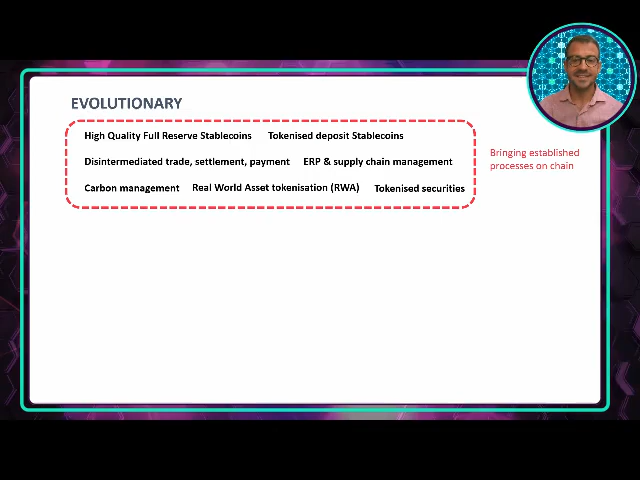 EVOLUTIONARY
High Quality Full Reserve Stablecoins Tokenised deposit Stablecoins
Disintermediated trade, settlement, payment ERP & supply chain management
Carbon management Real World Asset tokenisation (RWA) Tokenised securities
Bringing established
processes on chain